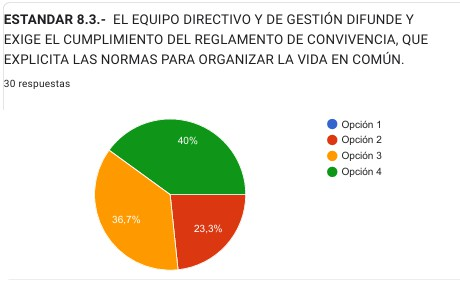 ESTANDAR 8.3.- EL EQUIPO DIRECTIVO Y DE GESTIÓN DIFUNDE Y
EXIGE EL CUMPLIMIENTO DEL REGLAMENTO DE CONVIVENCIA, QUE
EXPLICITA LAS NORMAS PARA ORGANIZAR LA VIDA EN COMÚN.
30 respuestas
Opción 1
Opción 2
Opción 3
Opción 4
40%
36,7%
23,3%